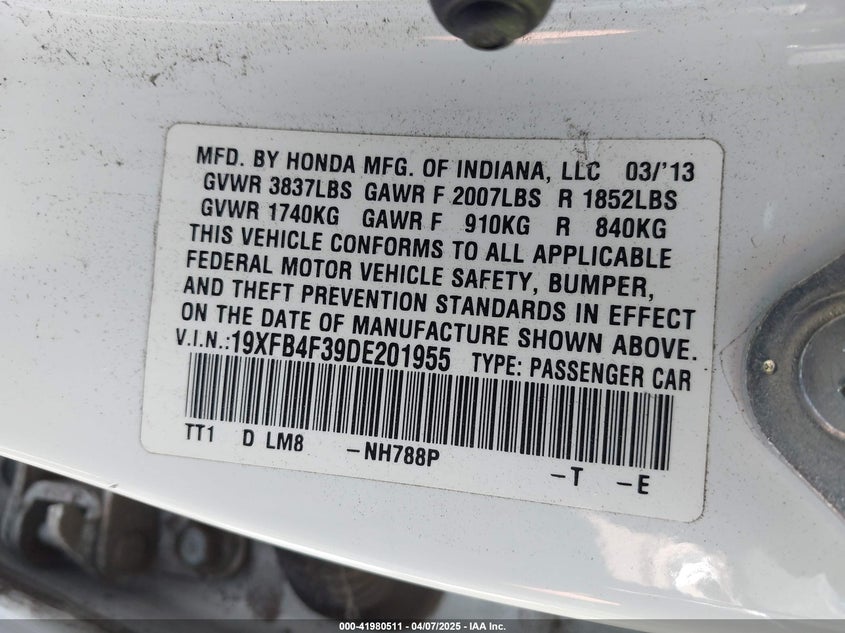 MFD. BY HONDA MFG. OF INDIANA, LLC 03/'13
GVWR 3837LBS GAWR F 2007LBS R 1852LBS
GVWR 1740KG GAWR F 910KG R 840KG
THIS VEHICLE CONFORMS TO ALL APPLICABLE
FEDERAL MOTOR VEHICLE SAFETY, BUMPER,
AND THEFT PREVENTION STANDARDS IN EFFECT
ON THE DATE OF MANUFACTURE SHOWN ABOVE.
V.I.N.:19XFB4F39DE201955 TYPE: PASSENGER CAR
TT1 D LM8 -NH788P -T -E
000-41980511 - 04/07/2025 - IAA Inc.